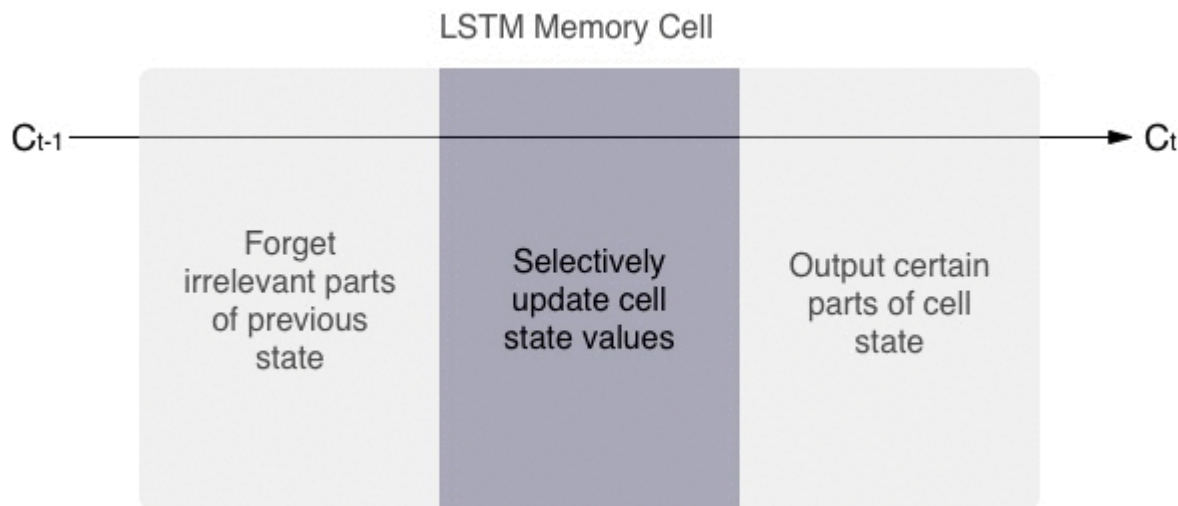 LSTM Memory Cell
Ct-1
Ct
Forget
irrelevant parts
of previous
state
Selectively
update cell
state values
Output certain
parts of cell
state